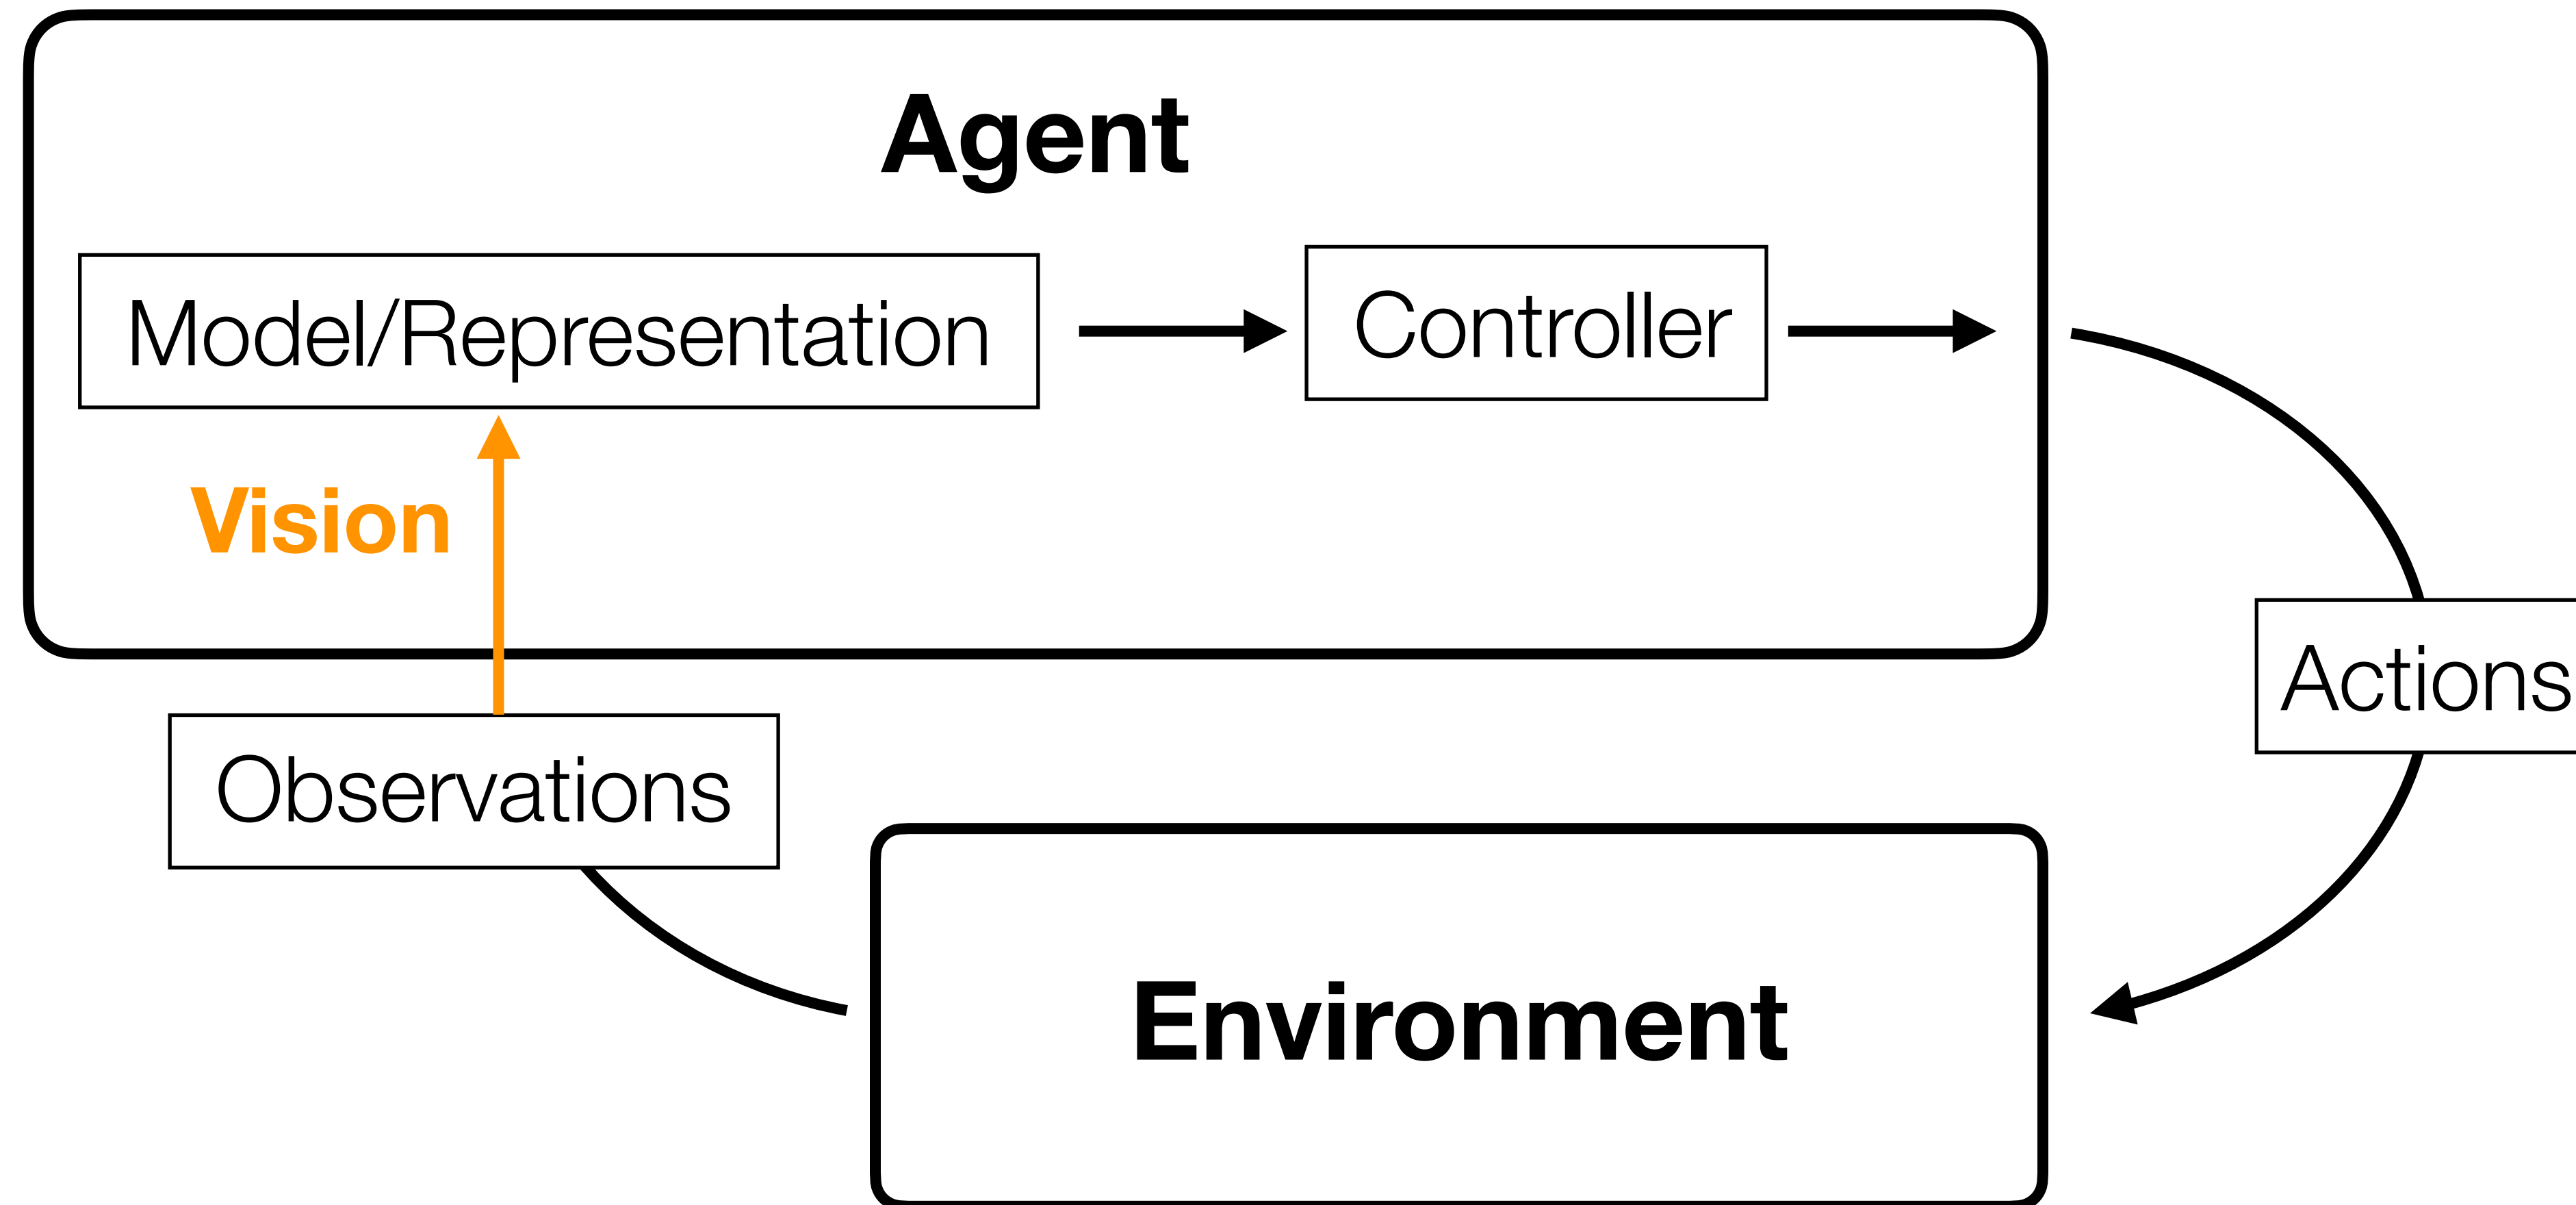 Agent
Model/Representation
Controller
Vision
Actions
Observations
Environment